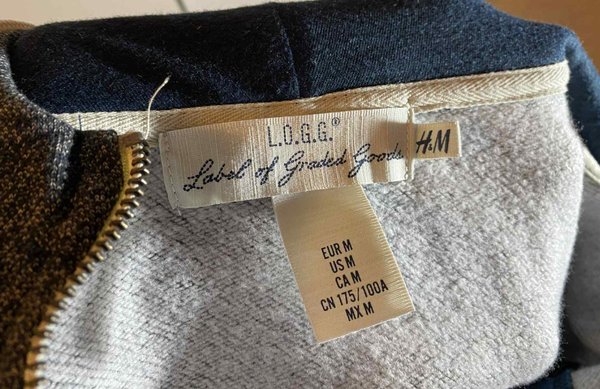 L.O.G.G.®
Label of Graded Goods
H&M
EUR M
US M
CA M
CN 175/100A
MX M